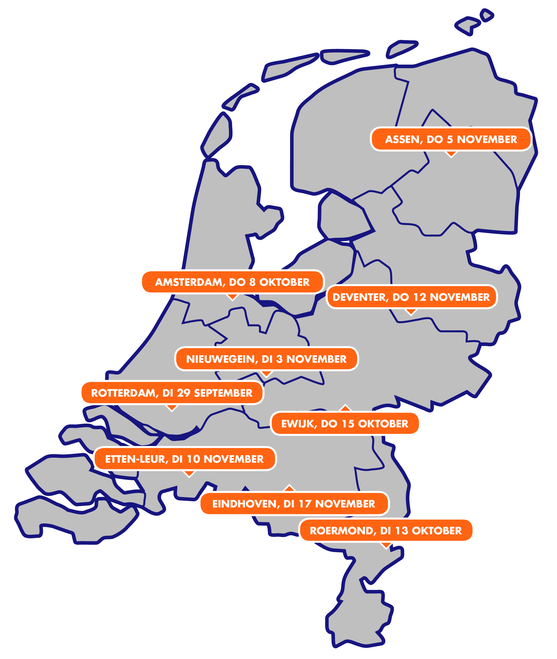 ASSEN, DO 5 NOVEMBER
AMSTERDAM, DO 8 OKTOBER
DEVENTER, DO 12 NOVEMBER
NIEUWEGEIN, DI 3 NOVEMBER
ROTTERDAM, DI 29 SEPTEMBER
EWIJK, DO 15 OKTOBER
ETTEN-LEUR, DI 10 NOVEMBER
EINDHOVEN, DI 17 NOVEMBER
ROERMOND, DI 13 OKTOBER